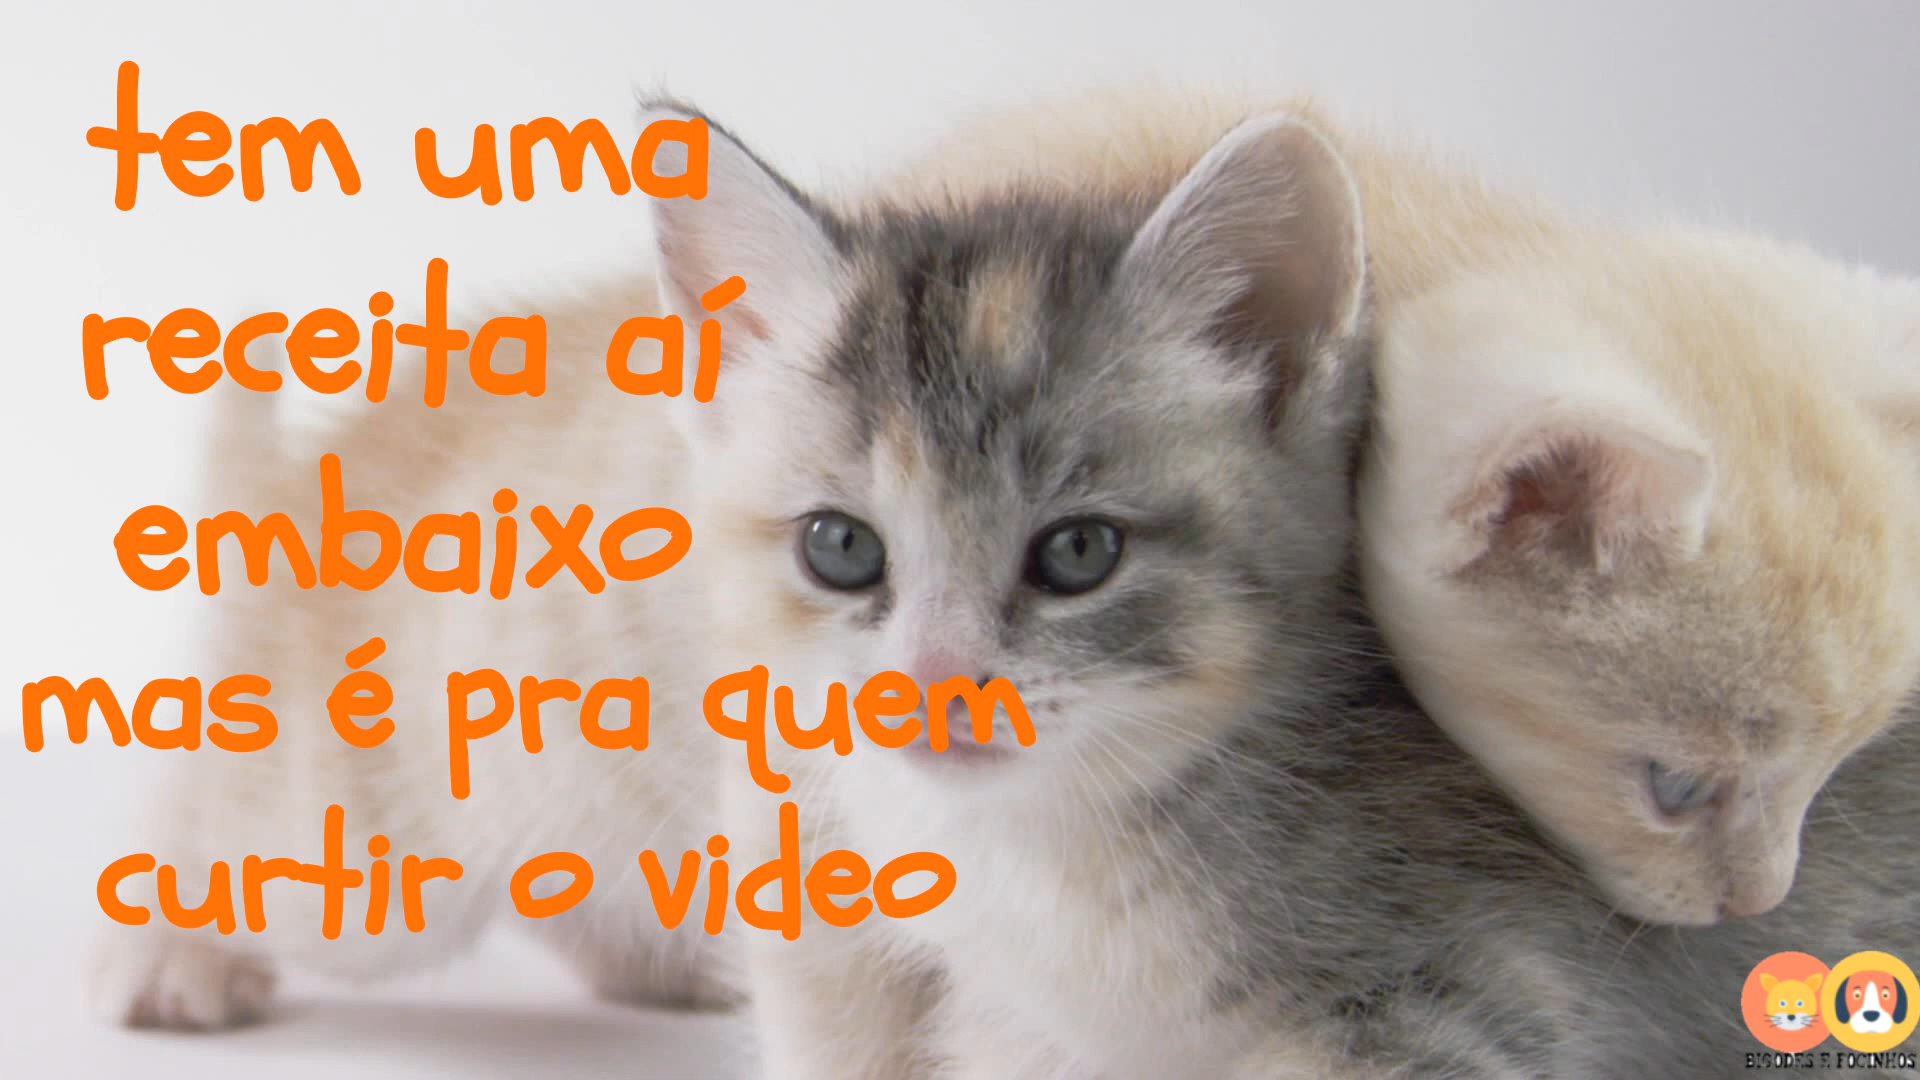 tem uma
receita aí
embaixo
mas é pra quem
curtir o video
BIGODES E FOCINHOS